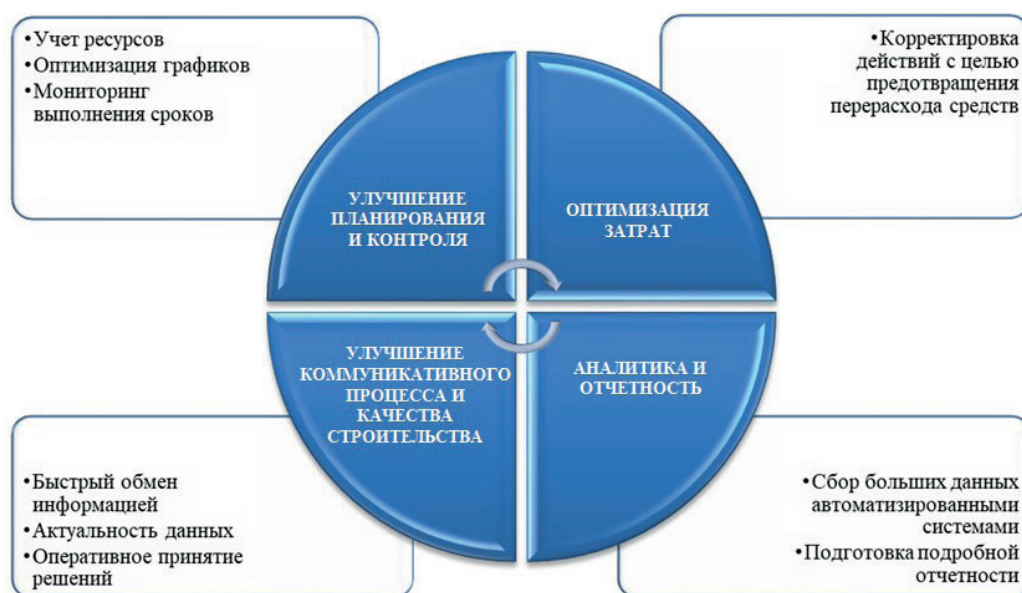 •Учет ресурсов
•Оптимизация графиков
•Мониторинг
выполнения сроков
•Корректировка
действий с целью
предотвращения
перерасхода средств
УЛУЧШЕНИЕ
ПЛАНИРОВАНИЯ
И КОНТРОЛЯ
ОПТИМИЗАЦИЯ
ЗАТРАТ
УЛУЧШЕНИЕ
КОММУНИКАТИВНОГО
ПРОЦЕССА И
КАЧЕСТВА
СТРОИТЕЛЬСТВА
АНАЛИТИКА И
ОТЧЕТНОСТЬ
•Быстрый обмен
информацией
•Актуальность данных
•Оперативное принятие
решений
•Сбор больших данных
автоматизированными
системами
•Подготовка подробной
отчетности